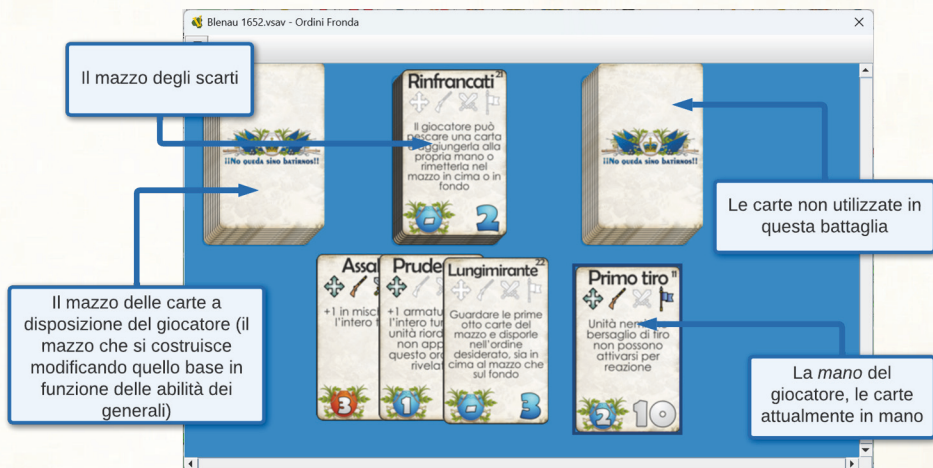 Blenau 1652.vsav - Ordini Fronda
Il mazzo degli scarti
¡¡No queda sino batirnos!!
Rinfrancati 21
Il giocatore può
pescare una carta
aggiungerla alla
propria mano o
rimetterla nel
mazzo in cima o in
fondo
2
¡¡No queda sino batirnos!!
Le carte non utilizzate in
questa battaglia
Il mazzo delle carte a
disposizione del giocatore (il
mazzo che si costruisce
modificando quello base in
funzione delle abilità dei
generali)
Assal
+1 in misch
l'intero t
3
Prude
+1 armatu
l'intero tur
unità riord
non app
questo ord
rivelat
1
Lungimirante 22
Guardare le prime
otto carte del
mazzo e disporle
nell'ordine
desiderato, sia in
cima al mazzo che
sul fondo
3
Primo tiro 11
Unità
bersaglio di tiro
non possono
attivarsi per
reazione
2
10
La mano del
giocatore, le carte
attualmente in mano